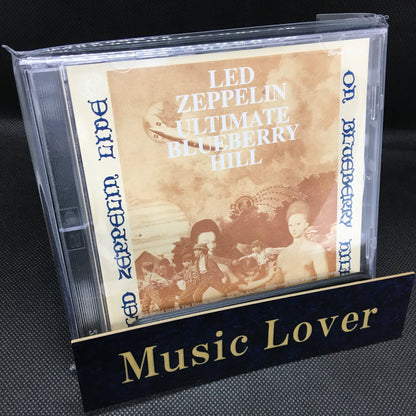 LED
ZEPPELIN
ULTIMATE
BLUEBERRY
HILL
LED ZEPPELIN LIVE
ON BLUEBERRY HILL
Music Lover